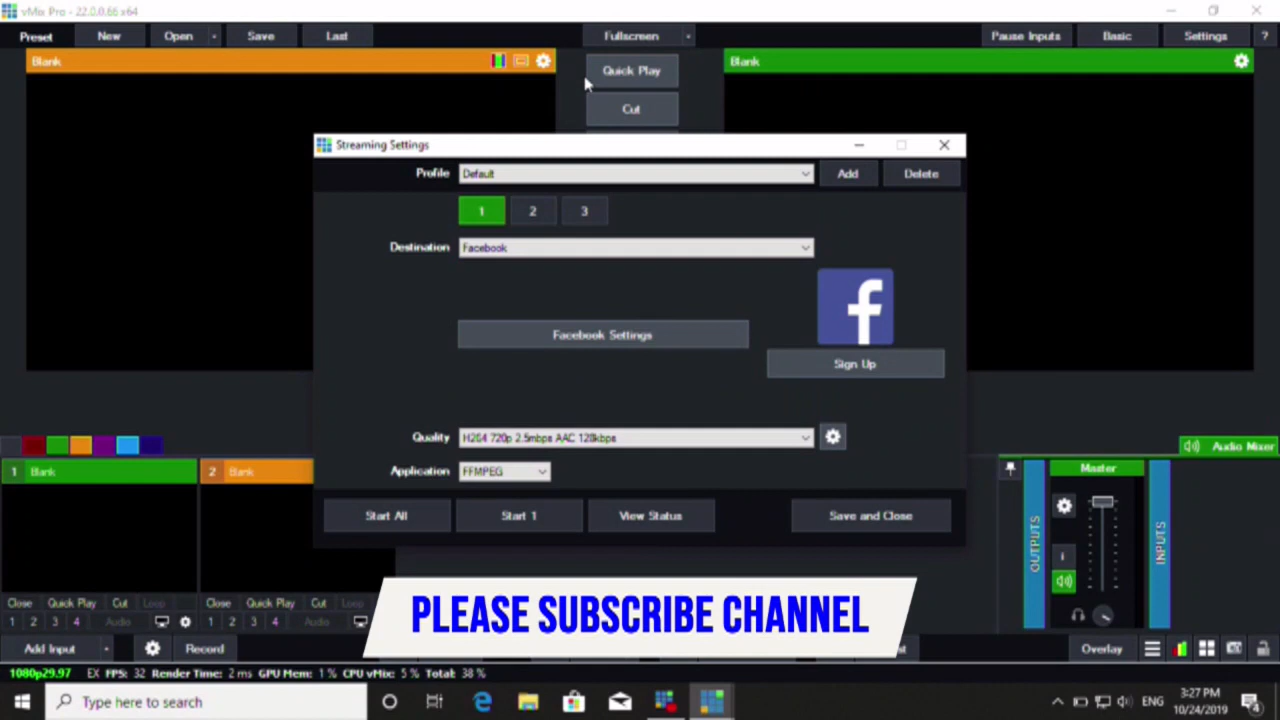 vMix Pro - 22.0.0.66 x64
Preset New Open Save Last Fullscreen Pause Inputs Basic Settings ?
Blank Quick Play Blank
Cut
Streaming Settings
Profile Default Add Delete
1 2 3
Destination Facebook
f
Facebook Settings
Sign Up
Quality H264 720p 2.5mbps AAC 128kbps
Application FFMPEG
Start All Start 1 View Status Save and Close
Audio Mixer
1 Blank 2 Blank Master
OUTPUTS INPUTS
Close Quick Play Cut Loop Close Quick Play Cut Loop
1 2 3 4 Audio 1 2 3 4 Audio
PLEASE SUBSCRIBE CHANNEL
Add Input Record Overlay
1080p29.97 EX FPS: 32 Render Time: 2 ms GPU Mem: 1 % CPU vMix: 5 % Total: 38 %
Type here to search ENG 3:27 PM
10/24/2019 4